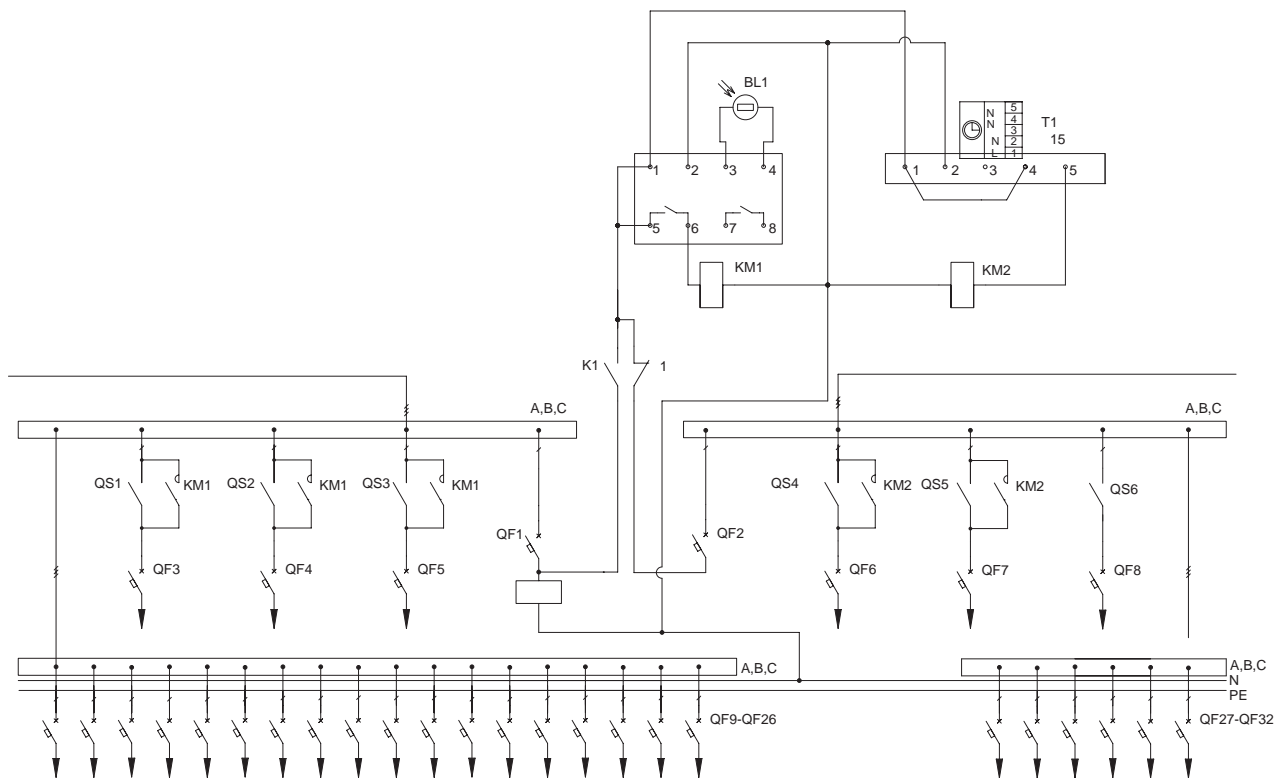 BL1
N N N L
5
4
3
2
1
T1
15
1 2 3 4
1 2 3 4 5
5 6 7 8
KM1
KM2
K1 1
A,B,C
A,B,C
QS1 KM1 QS2 KM1 QS3 KM1
QS4 KM2 QS5 KM2 QS6
QF1 QF2
QF3 QF4 QF5 QF6 QF7 QF8
A,B,C
A,B,C
N
PE
QF9-QF26
QF27-QF32